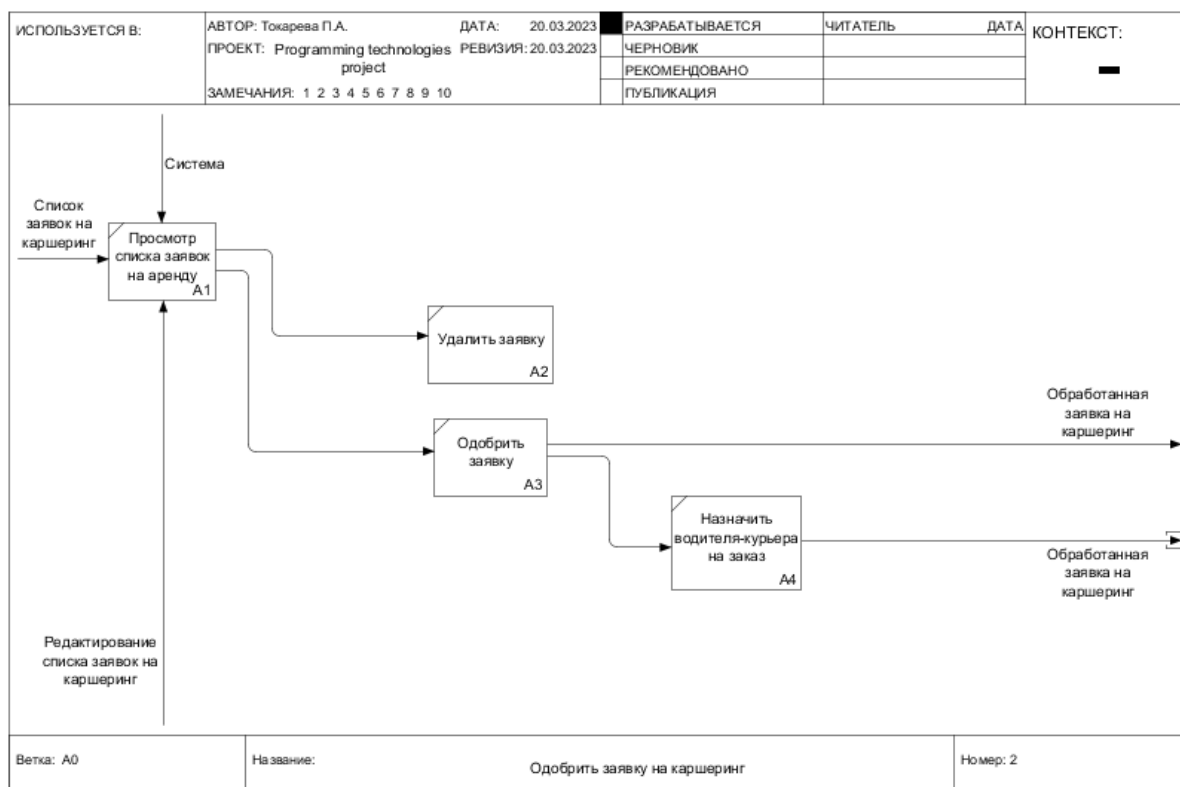 ИСПОЛЬЗУЕТСЯ В:
АВТОР: Токарева П.А.
ДАТА: 20.03.2023
ПРОЕКТ: Programming technologies
project
РЕВИЗИЯ: 20.03.2023
ЗАМЕЧАНИЯ: 1 2 3 4 5 6 7 8 9 10
РАЗРАБАТЫВАЕТСЯ
ЧЕРНОВИК
РЕКОМЕНДОВАНО
ПУБЛИКАЦИЯ
ЧИТАТЕЛЬ
ДАТА
КОНТЕКСТ:
Система
Список
заявок на
каршеринг
Просмотр
списка заявок
на аренду
A1
Удалить заявку
A2
Одобрить
заявку
A3
Обработанная
заявка на
каршеринг
Назначить
водителя-курьера
на заказ
A4
Обработанная
заявка на
каршеринг
Редактирование
списка заявок на
каршеринг
Ветка: A0
Название:
Одобрить заявку на каршеринг
Номер: 2